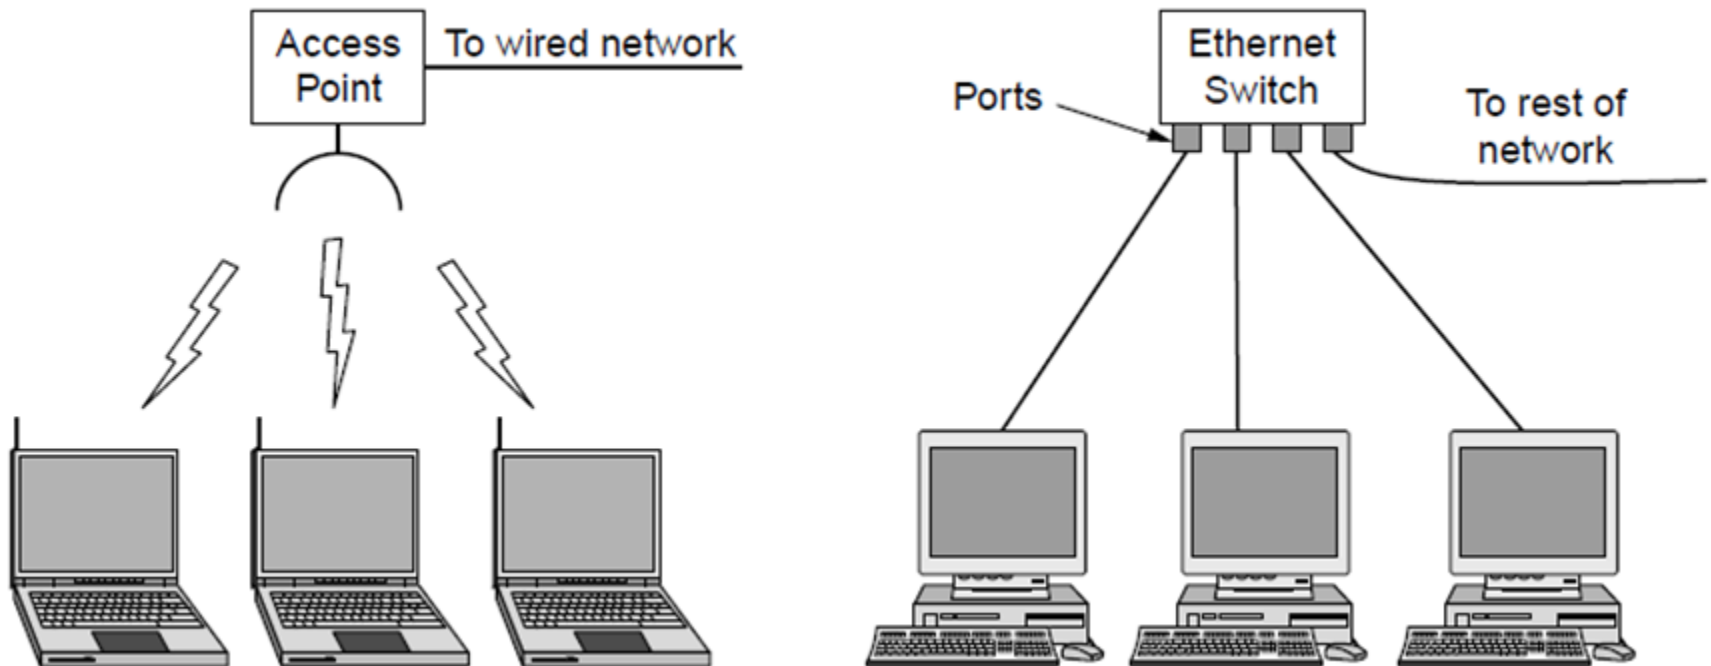 Access
Point
To wired network
Ethernet
Switch
Ports
To rest of
network